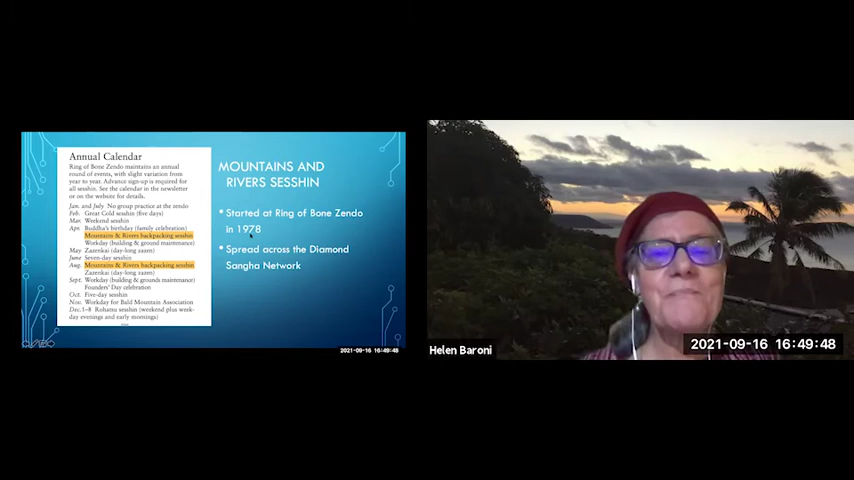 Annual Calendar
Ring of Bone Zendo maintains an annual
round of events, with slight variation from
year to year. Advance sign-up is required for
all sesshin. See the calendar in the newsletter
or on the website for details.
Jan. and July No group practice at the zendo
Feb. Great Cold sesshin (five days)
Mar. Weekend sesshin
Apr. Buddha's birthday (family celebration)
Mountains & Rivers backpacking sesshin
Workday (building & ground maintenance)
May Zazenkai (day-long zazen)
June Seven-day sesshin
Aug. Mountains & Rivers backpacking sesshin
Zazenkai (day-long zazen)
Sept. Workday (building & grounds maintenance)
Founders' Day celebration
Oct. Five-day sesshin
Nov. Workday for Bald Mountain Association
Dec. 1–8 Rohatsu sesshin (weekend plus week-
day evenings and early mornings)
MOUNTAINS AND
RIVERS SESSHIN
• Started at Ring of Bone Zendo
in 1978
• Spread across the Diamond
Sangha Network
2021-09-16 16:49:48
Helen Baroni
2021-09-16 16:49:48